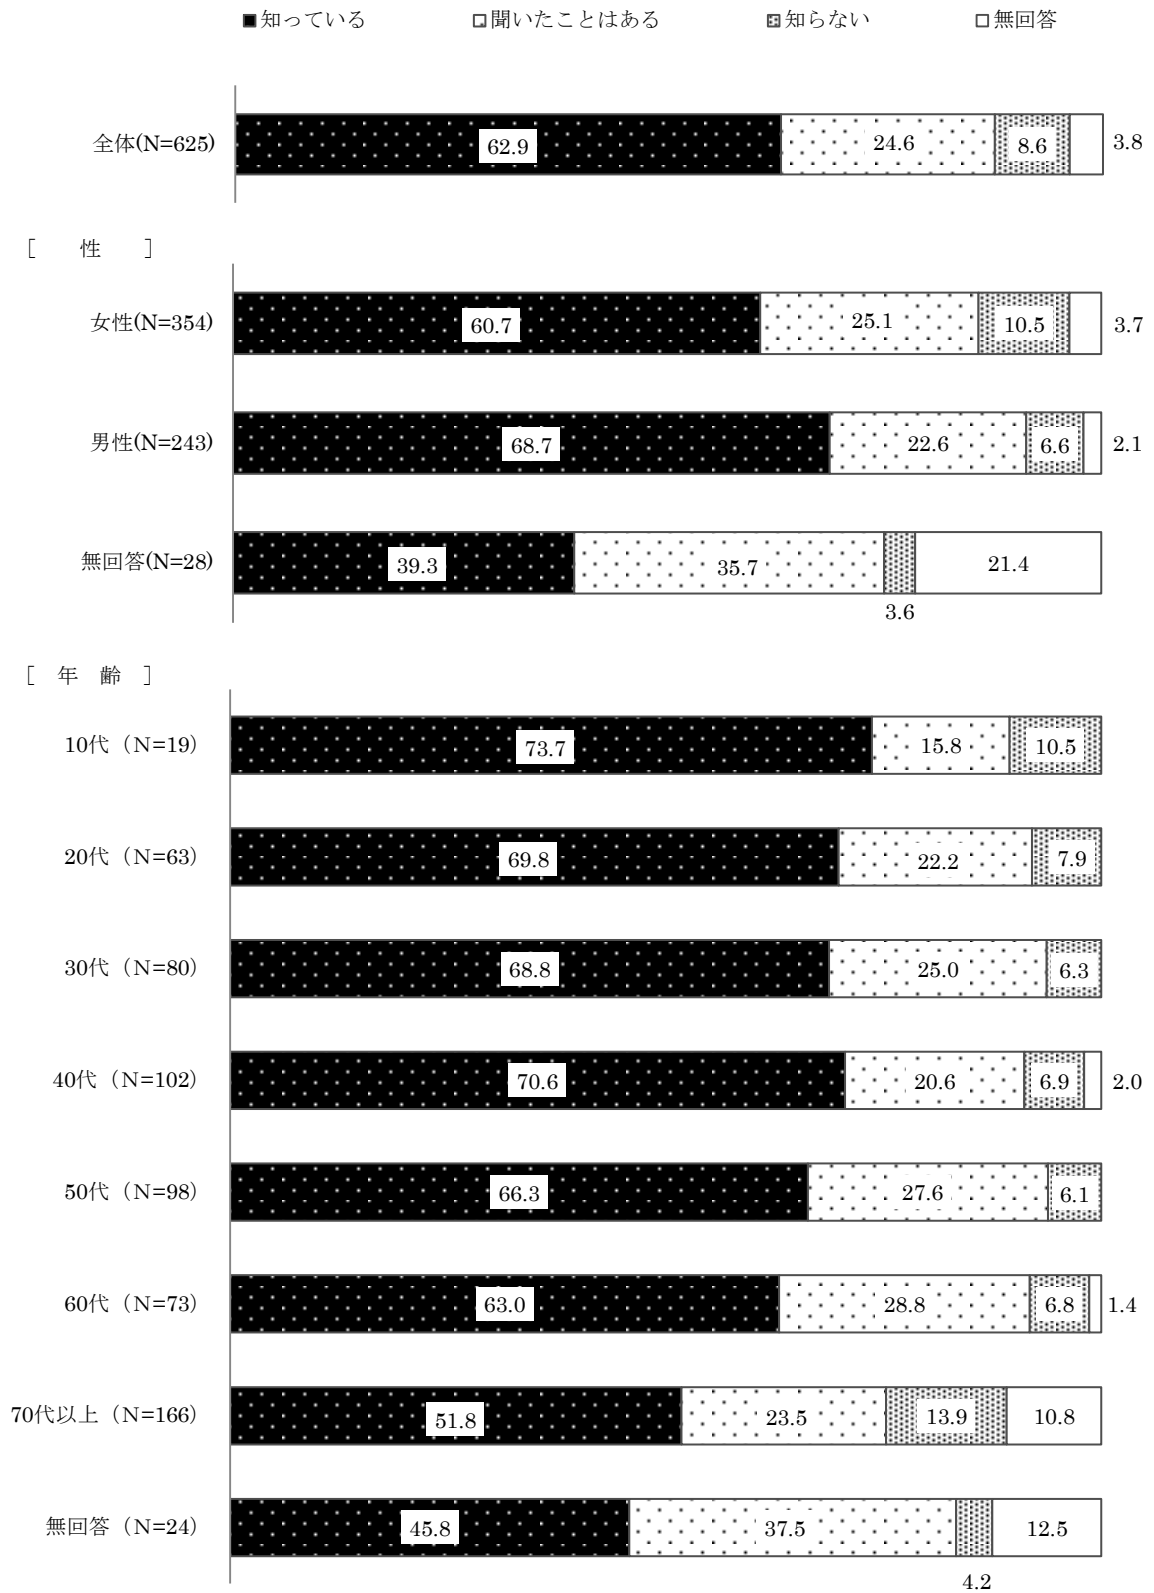 ■知っている □聞いたことはある 知らない □無回答
全体(N=625) 62.9 24.6 8.6 3.8
［　性　］
女性(N=354) 60.7 25.1 10.5 3.7
男性(N=243) 68.7 22.6 6.6 2.1
無回答(N=28) 39.3 35.7 21.4
3.6
［　年　齢　］
10代（N=19） 73.7 15.8 10.5
20代（N=63） 69.8 22.2 7.9
30代（N=80） 68.8 25.0 6.3
40代（N=102） 70.6 20.6 6.9 2.0
50代（N=98） 66.3 27.6 6.1
60代（N=73） 63.0 28.8 6.8 1.4
70代以上（N=166） 51.8 23.5 13.9 10.8
無回答（N=24） 45.8 37.5 12.5
4.2